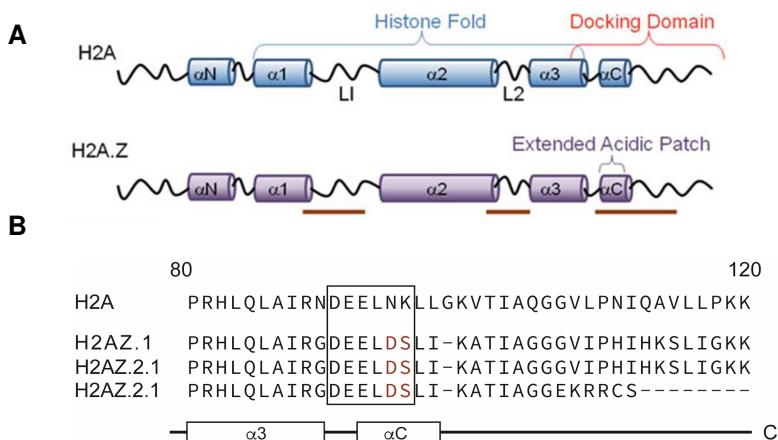 A
Histone Fold
Docking Domain
H2A
αN
α1
α2
α3
αC
LI
L2
H2A.Z
Extended Acidic Patch
αN
α1
α2
α3
αC
B
80
120
H2A PRHLQLAIRNDEELNKLLGKVTIAQGGVLPNIQAVLLPKK
H2AZ.1 PRHLQLAIRGDEELDSLI-KATIAGGGVIPHIHKSLIGKK
H2AZ.2.1 PRHLQLAIRGDEELDSLI-KATIAGGGVIPHIHKSLIGKK
H2AZ.2.1 PRHLQLAIRGDEELDSLI-KATIAGGEKRRCS--------
α3
αC
C